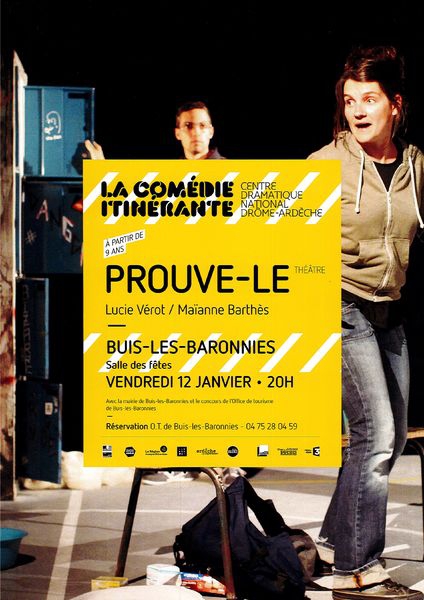 LA COMÉDIE
ITINÉRANTE
CENTRE
DRAMATIQUE
NATIONAL
DRÔME-ARDÈCHE
À PARTIR DE
9 ANS
PROUVE-LE THÉÂTRE
Lucie Vérot / Maïanne Barthès
BUIS-LES-BARONNIES
Salle des fêtes
VENDREDI 12 JANVIER • 20H
Avec la mairie de Buis-les-Baronnies et le concours de l'Office de tourisme
de Buis-les-Baronnies
Réservation O.T. de Buis-les-Baronnies - 04 75 28 04 59